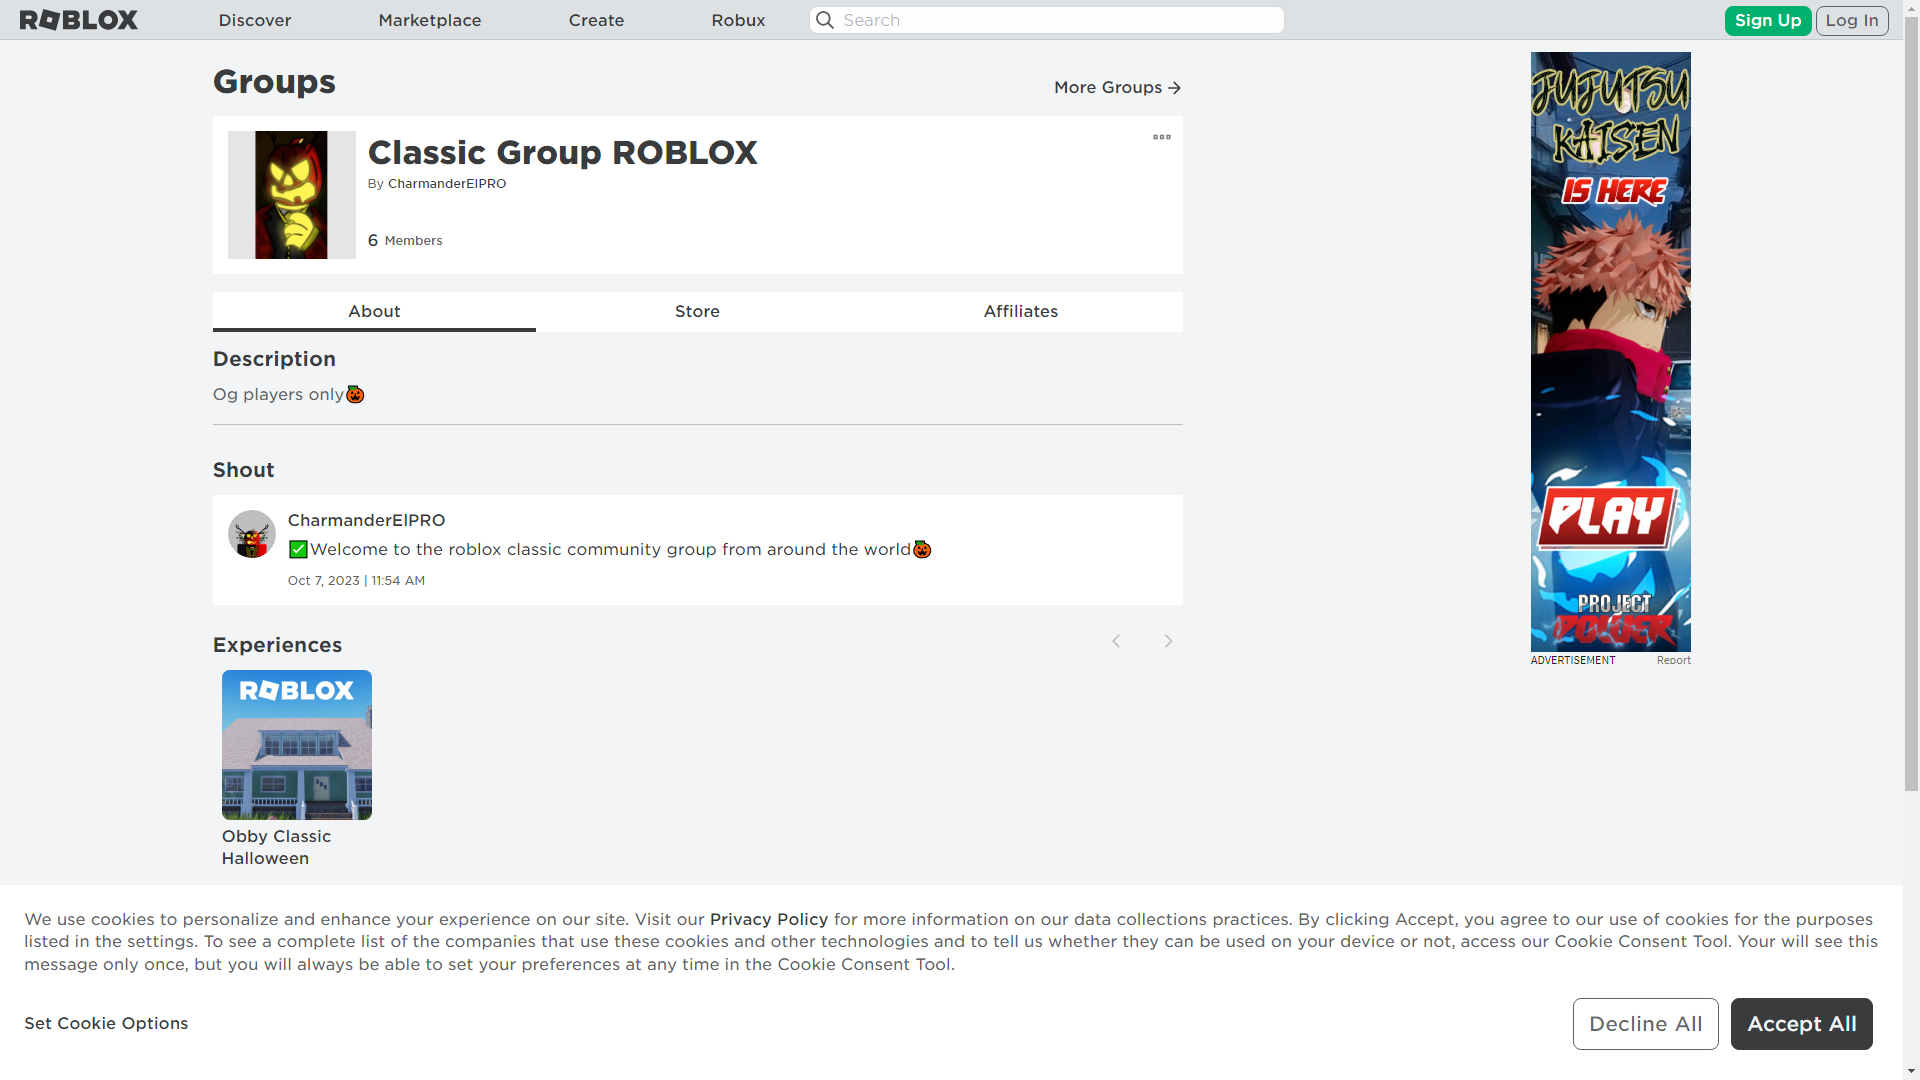 ROBLOX
Discover
Marketplace
Create
Robux
Search
Sign Up
Log In
Groups
More Groups
Classic Group ROBLOX
By CharmanderElPRO
6 Members
About
Store
Affiliates
Description
Og players only🎃
Shout
CharmanderElPRO
✅Welcome to the roblox classic community group from around the world🎃
Oct 7, 2023 | 11:54 AM
Experiences
ROBLOX
Obby Classic
Halloween
JUJUTSU
KAISEN
IS HERE
PLAY
PROJECT
POWER
ADVERTISEMENT
Report
We use cookies to personalize and enhance your experience on our site. Visit our Privacy Policy for more information on our data collections practices. By clicking Accept, you agree to our use of cookies for the purposes
listed in the settings. To see a complete list of the companies that use these cookies and other technologies and to tell us whether they can be used on your device or not, access our Cookie Consent Tool. Your will see this
message only once, but you will always be able to set your preferences at any time in the Cookie Consent Tool.
Set Cookie Options
Decline All
Accept All